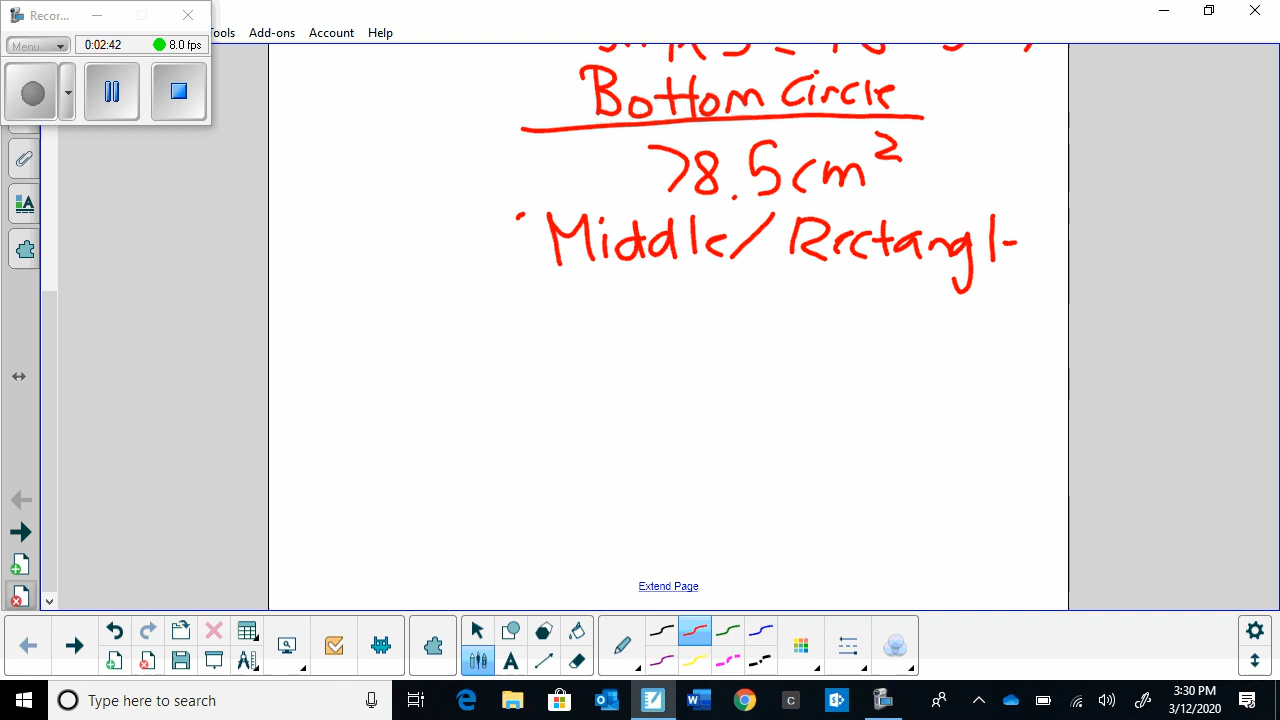 Recor...
Tools Add-ons Account Help
Menu 0:02:42 8.0 fps
Bottom Circle
78.5cm²
Middle/Rectangl
Extend Page
Type here to search
3:30 PM
3/12/2020